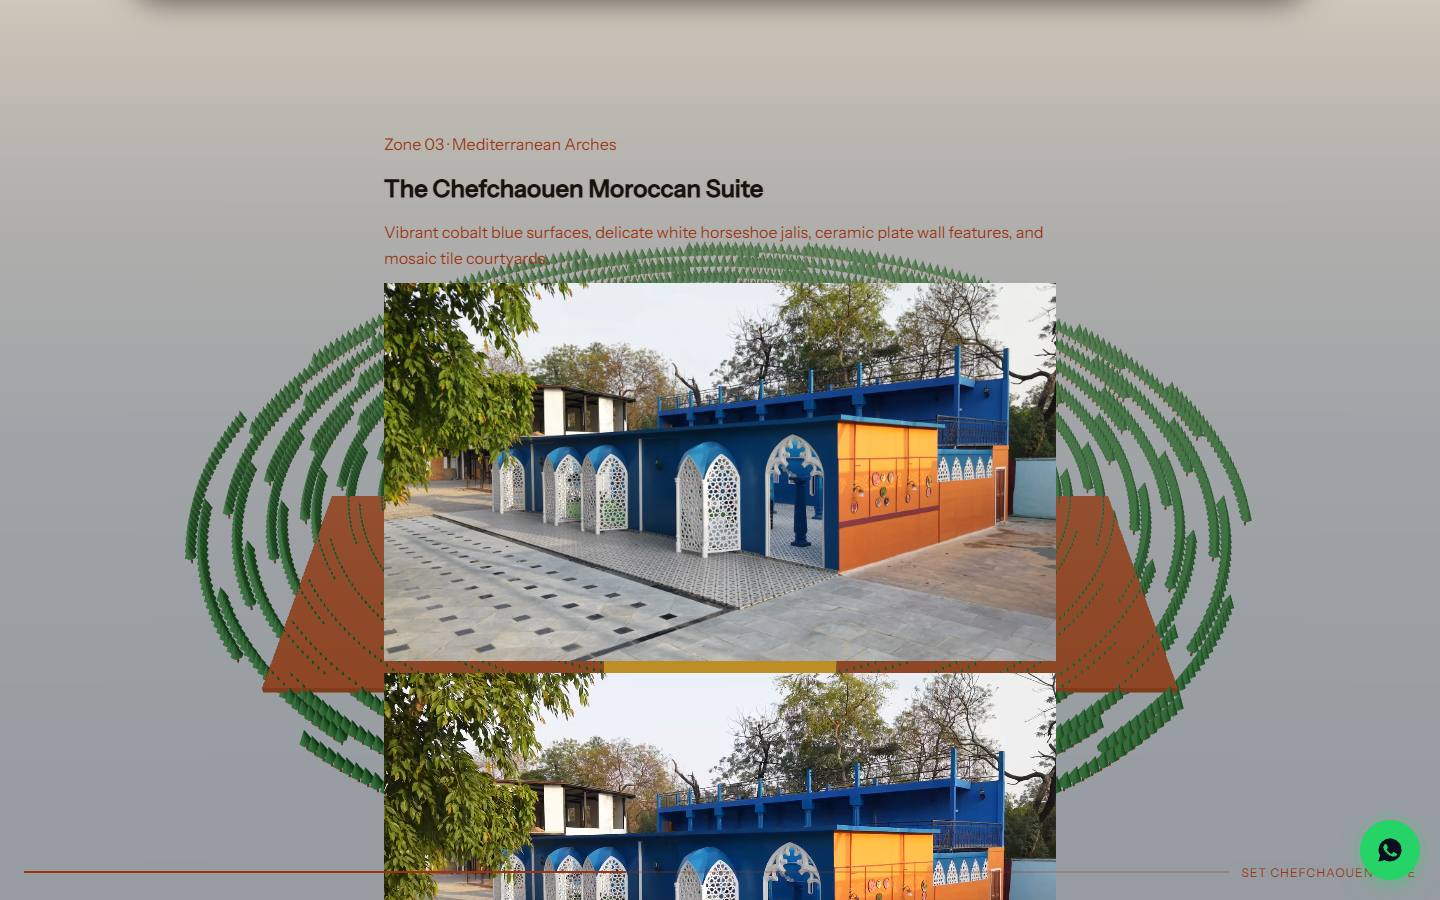 Zone 03 · Mediterranean Arches
The Chefchaouen Moroccan Suite
Vibrant cobalt blue surfaces, delicate white horseshoe jalis, ceramic plate wall features, and
mosaic tile courtyards.
SET CHEFCHAOUEN